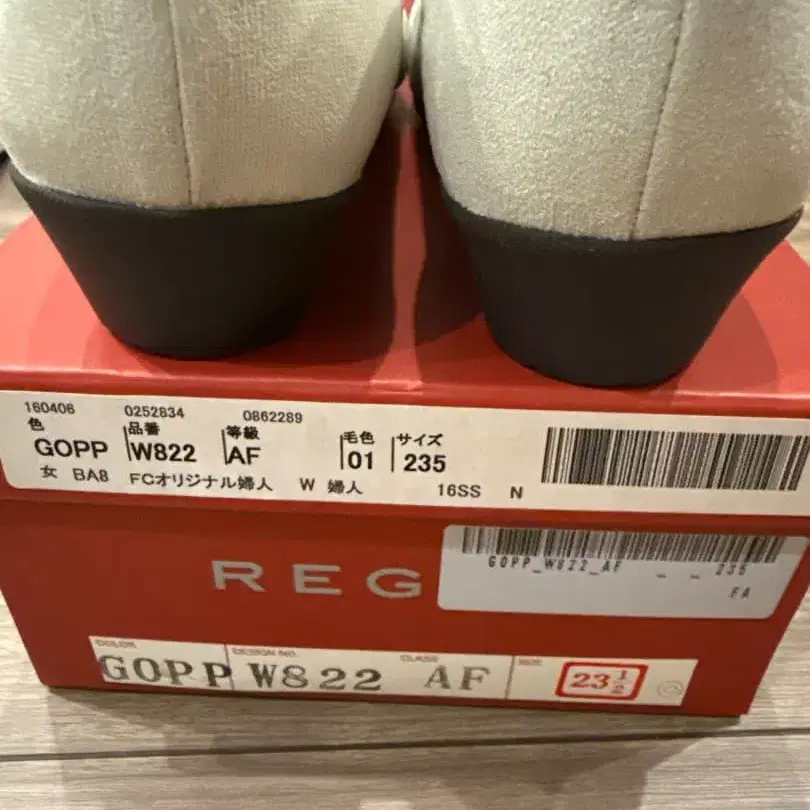 160406 0252834 0862289
色 品番 等級 毛色 サイズ
GOPP W822 AF 01 235
女 BA8 FCオリジナル婦人 W 婦人 16SS N
REG
GOPP_W822_AF _ _ 235
FA
COLOR DESIGN NO. CLASS SIZE
GOPP W822 AF 23 1/2